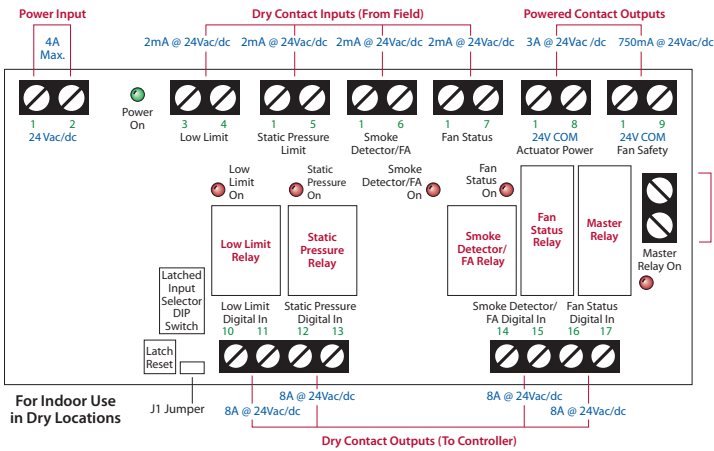 Power Input
Dry Contact Inputs (From Field)
Powered Contact Outputs
4A
Max.
2mA @ 24Vac/dc
2mA @ 24Vac/dc
2mA @ 24Vac/dc
2mA @ 24Vac/dc
3A @ 24Vac /dc
750mA @ 24Vac/dc
1 2
24 Vac/dc
Power
On
3 4
Low Limit
1 5
Static Pressure
Limit
1 6
Smoke
Detector/FA
1 7
Fan Status
1 8
24V COM
Actuator Power
1 9
24V COM
Fan Safety
Low
Limit
On
Static
Pressure
On
Smoke
Detector/FA
On
Fan
Status
On
Low Limit
Relay
Static
Pressure
Relay
Smoke
Detector/
FA Relay
Fan
Status
Relay
Master
Relay
Master
Relay On
Latched
Input
Selector
DIP
Switch
Low Limit
Digital In
10 11
Static Pressure
Digital In
12 13
Smoke Detector/
FA Digital In
14 15
Fan Status
Digital In
16 17
Latch
Reset
J1 Jumper
For Indoor Use
in Dry Locations
8A @ 24Vac/dc
8A @ 24Vac/dc
8A @ 24Vac/dc
8A @ 24Vac/dc
Dry Contact Outputs (To Controller)